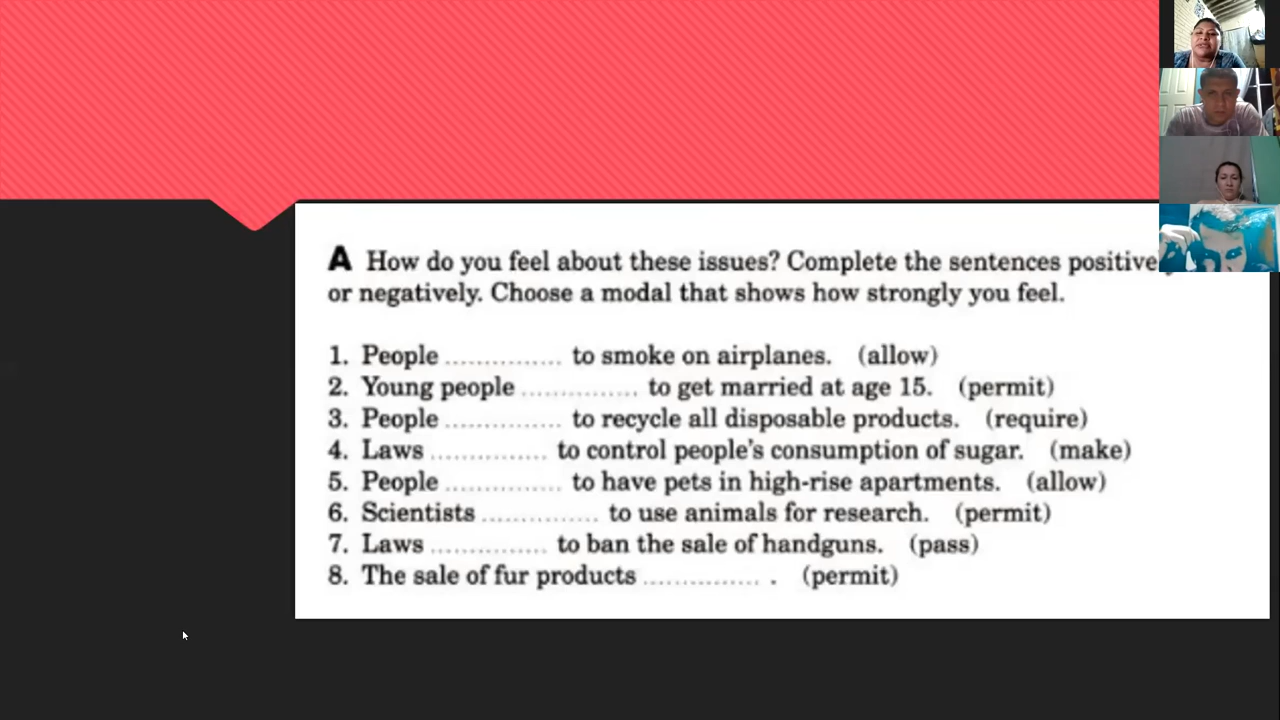 A How do you feel about these issues? Complete the sentences positive
or negatively. Choose a modal that shows how strongly you feel.
1. People .............. to smoke on airplanes. (allow)
2. Young people .............. to get married at age 15. (permit)
3. People .............. to recycle all disposable products. (require)
4. Laws .............. to control people's consumption of sugar. (make)
5. People .............. to have pets in high-rise apartments. (allow)
6. Scientists .............. to use animals for research. (permit)
7. Laws .............. to ban the sale of handguns. (pass)
8. The sale of fur products .............. . (permit)